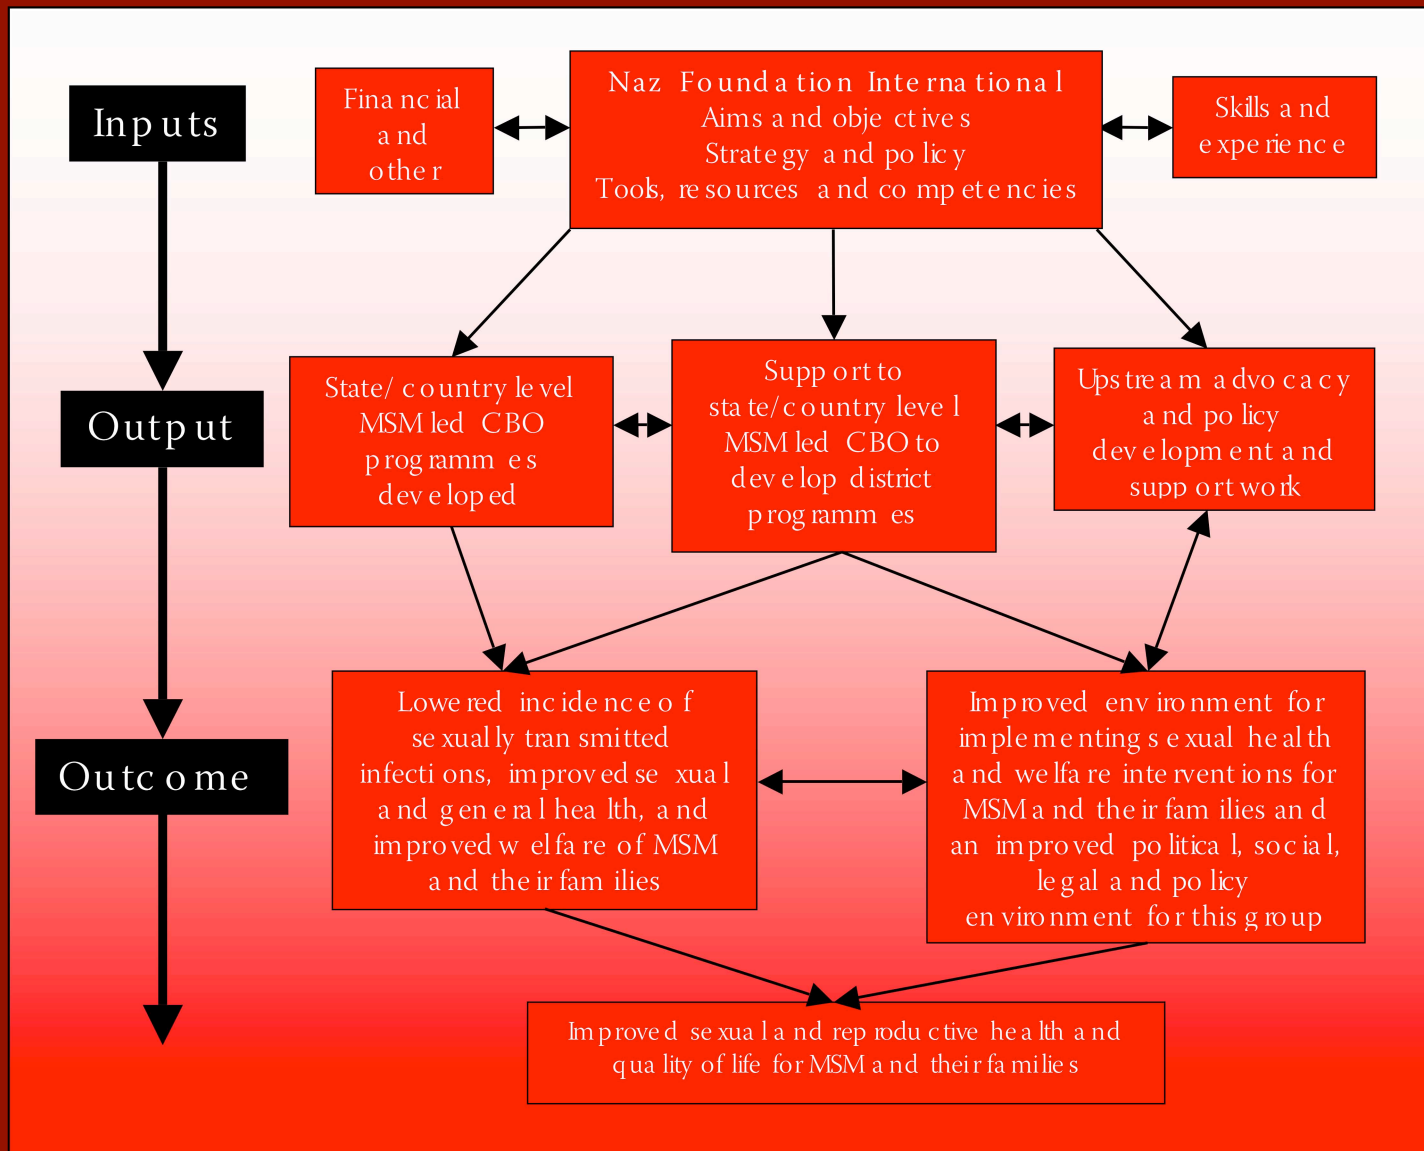 Inputs
Financial
and
other
Naz Foundation International
Aims and objectives
Strategy and policy
Tools, resources and competencies
Skills and
experience
Output
State/country level
MSM led CBO
programmes
developed
Support to
state/country level
MSM led CBO to
develop district
programmes
Upstream advocacy
and policy
development and
support work
Outcome
Lowered incidence of
sexually transmitted
infections, improved sexual
and general health, and
improved welfare of MSM
and their families
Improved environment for
implementing sexual health
and welfare interventions for
MSM and their families and
an improved political, social,
legal and policy
environment for this group
Improved sexual and reproductive health and
quality of life for MSM and their families